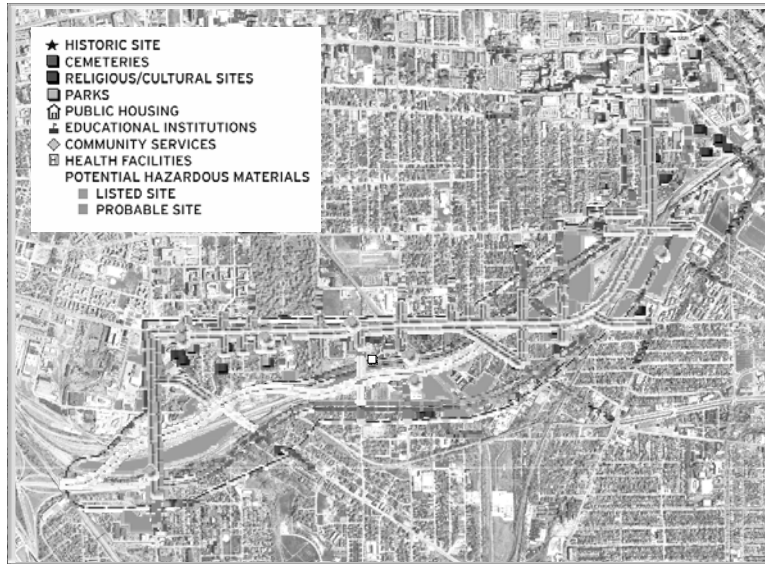 HISTORIC SITE
CEMETERIES
RELIGIOUS/CULTURAL SITES
PARKS
PUBLIC HOUSING
EDUCATIONAL INSTITUTIONS
COMMUNITY SERVICES
HEALTH FACILITIES
POTENTIAL HAZARDOUS MATERIALS
LISTED SITE
PROBABLE SITE